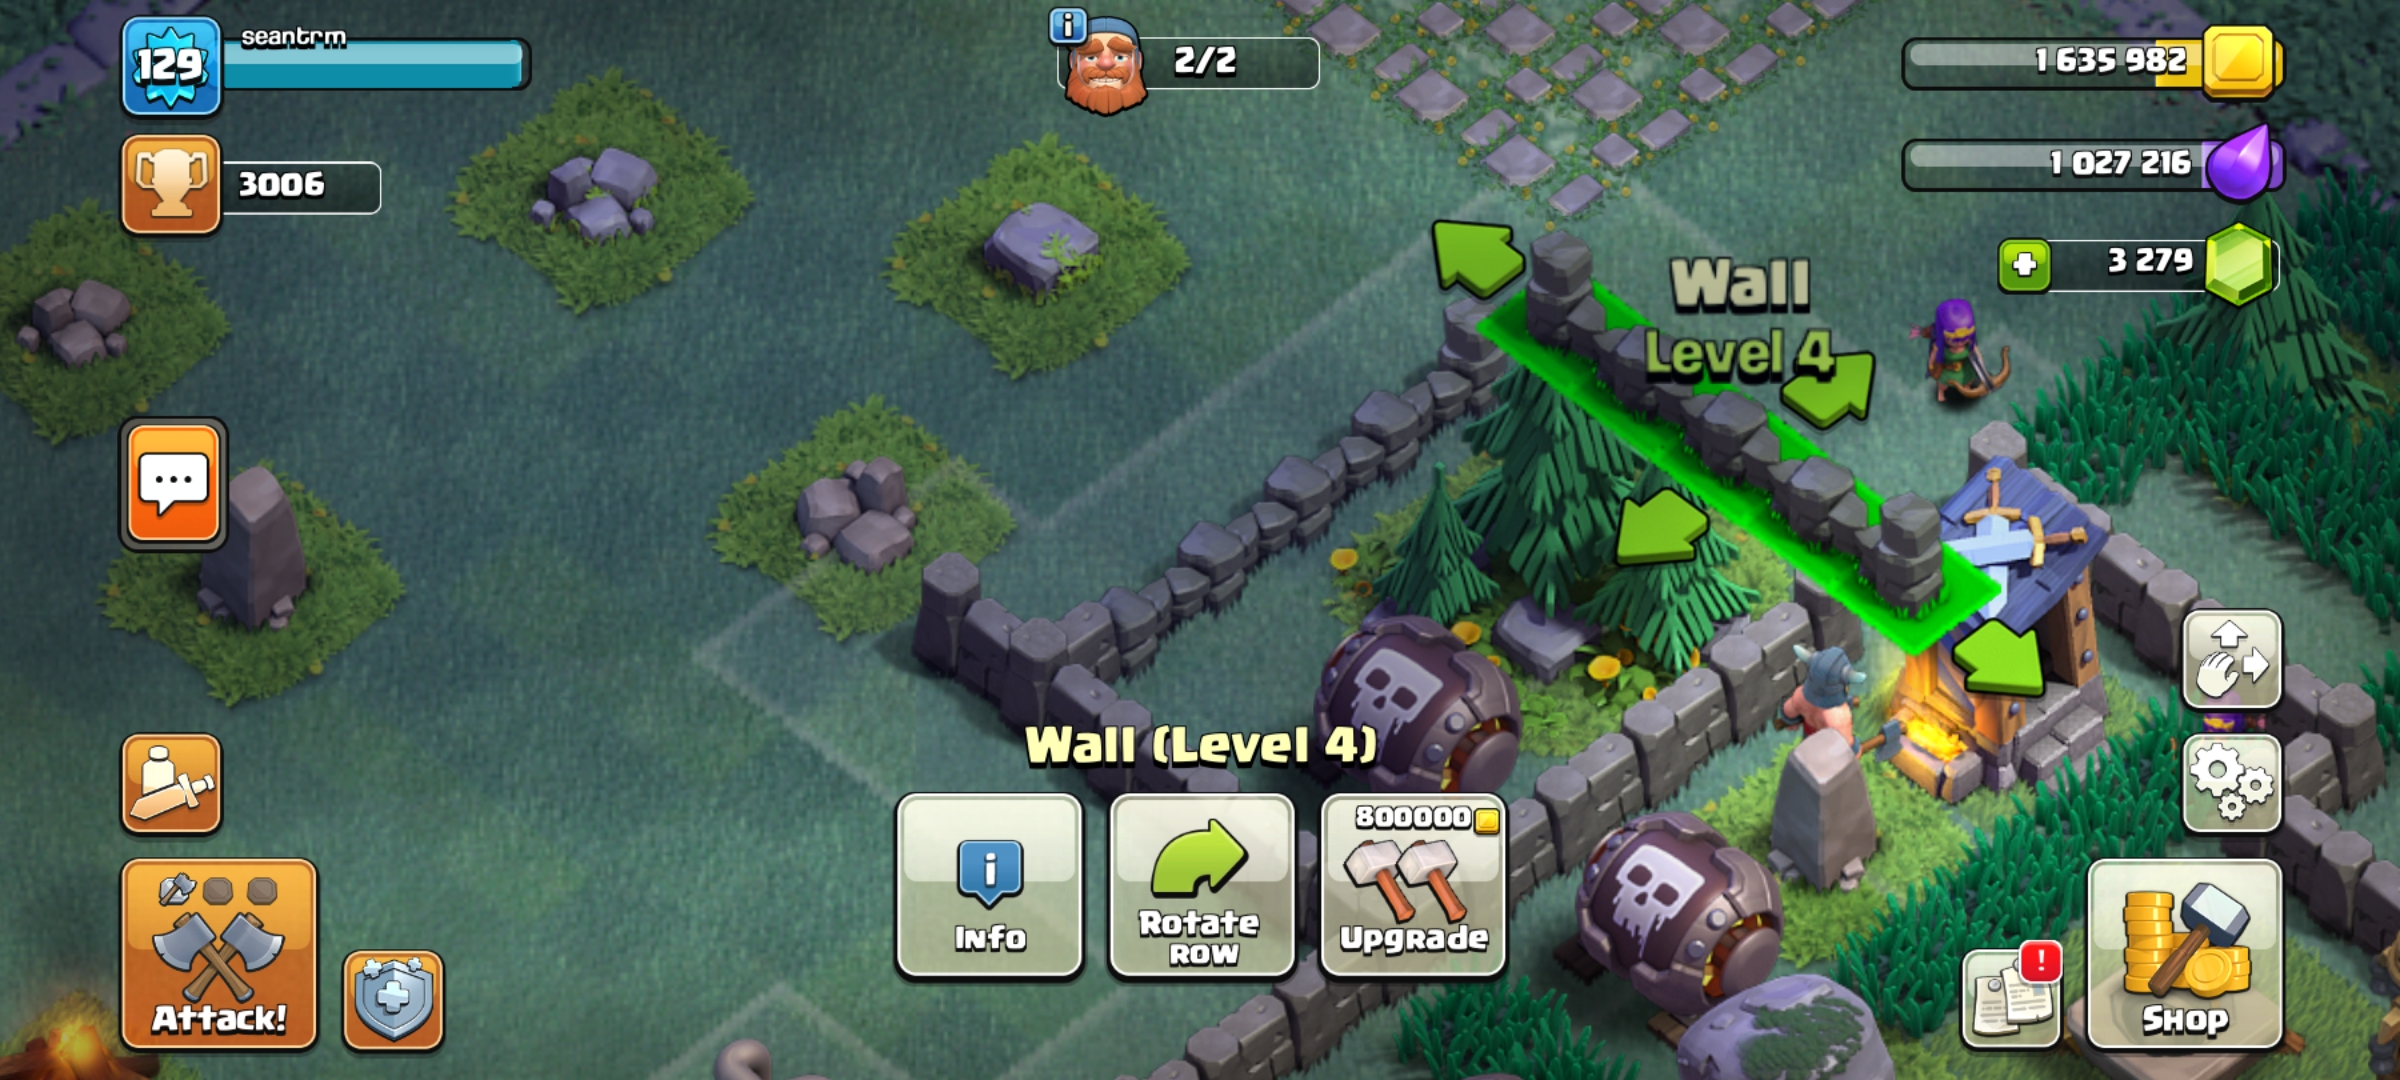 129
seantrm
2/2
1 635 982
3006
1 027 216
3 279
Wall
Level 4
Wall (Level 4)
Info
Rotate
Row
800000
Upgrade
Attack!
!
Shop